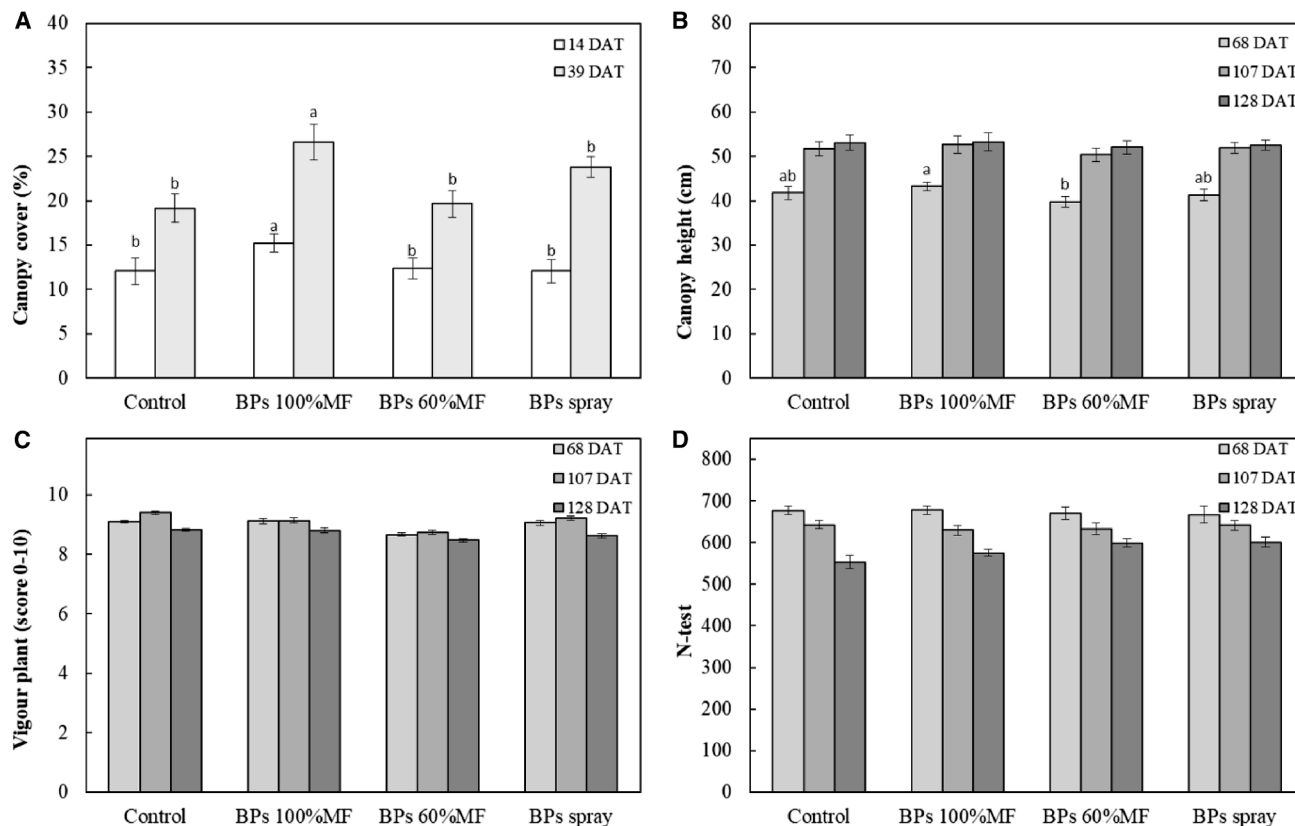 A
Canopy cover (%)
40
35
30
25
20
15
10
5
0
14 DAT
39 DAT
b
b
a
a
b
b
b
b
Control
BPs 100%MF
BPs 60%MF
BPs spray
B
Canopy height (cm)
80
70
60
50
40
30
20
10
0
68 DAT
107 DAT
128 DAT
ab
a
b
ab
Control
BPs 100%MF
BPs 60%MF
BPs spray
C
Vigour plant (score 0-10)
10
8
6
4
2
0
68 DAT
107 DAT
128 DAT
Control
BPs 100%MF
BPs 60%MF
BPs spray
D
N-test
800
700
600
500
400
300
200
100
0
68 DAT
107 DAT
128 DAT
Control
BPs 100%MF
BPs 60%MF
BPs spray